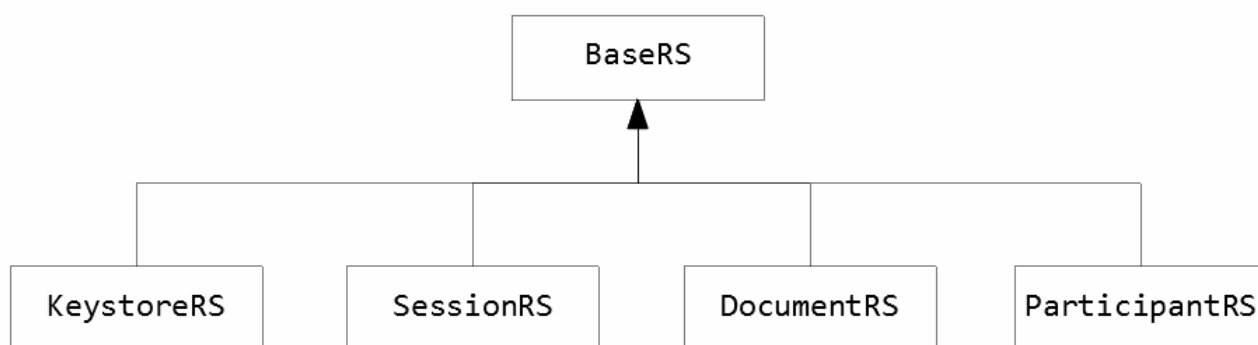 BaseRS
KeystoreRS
SessionRS
DocumentRS
ParticipantRS